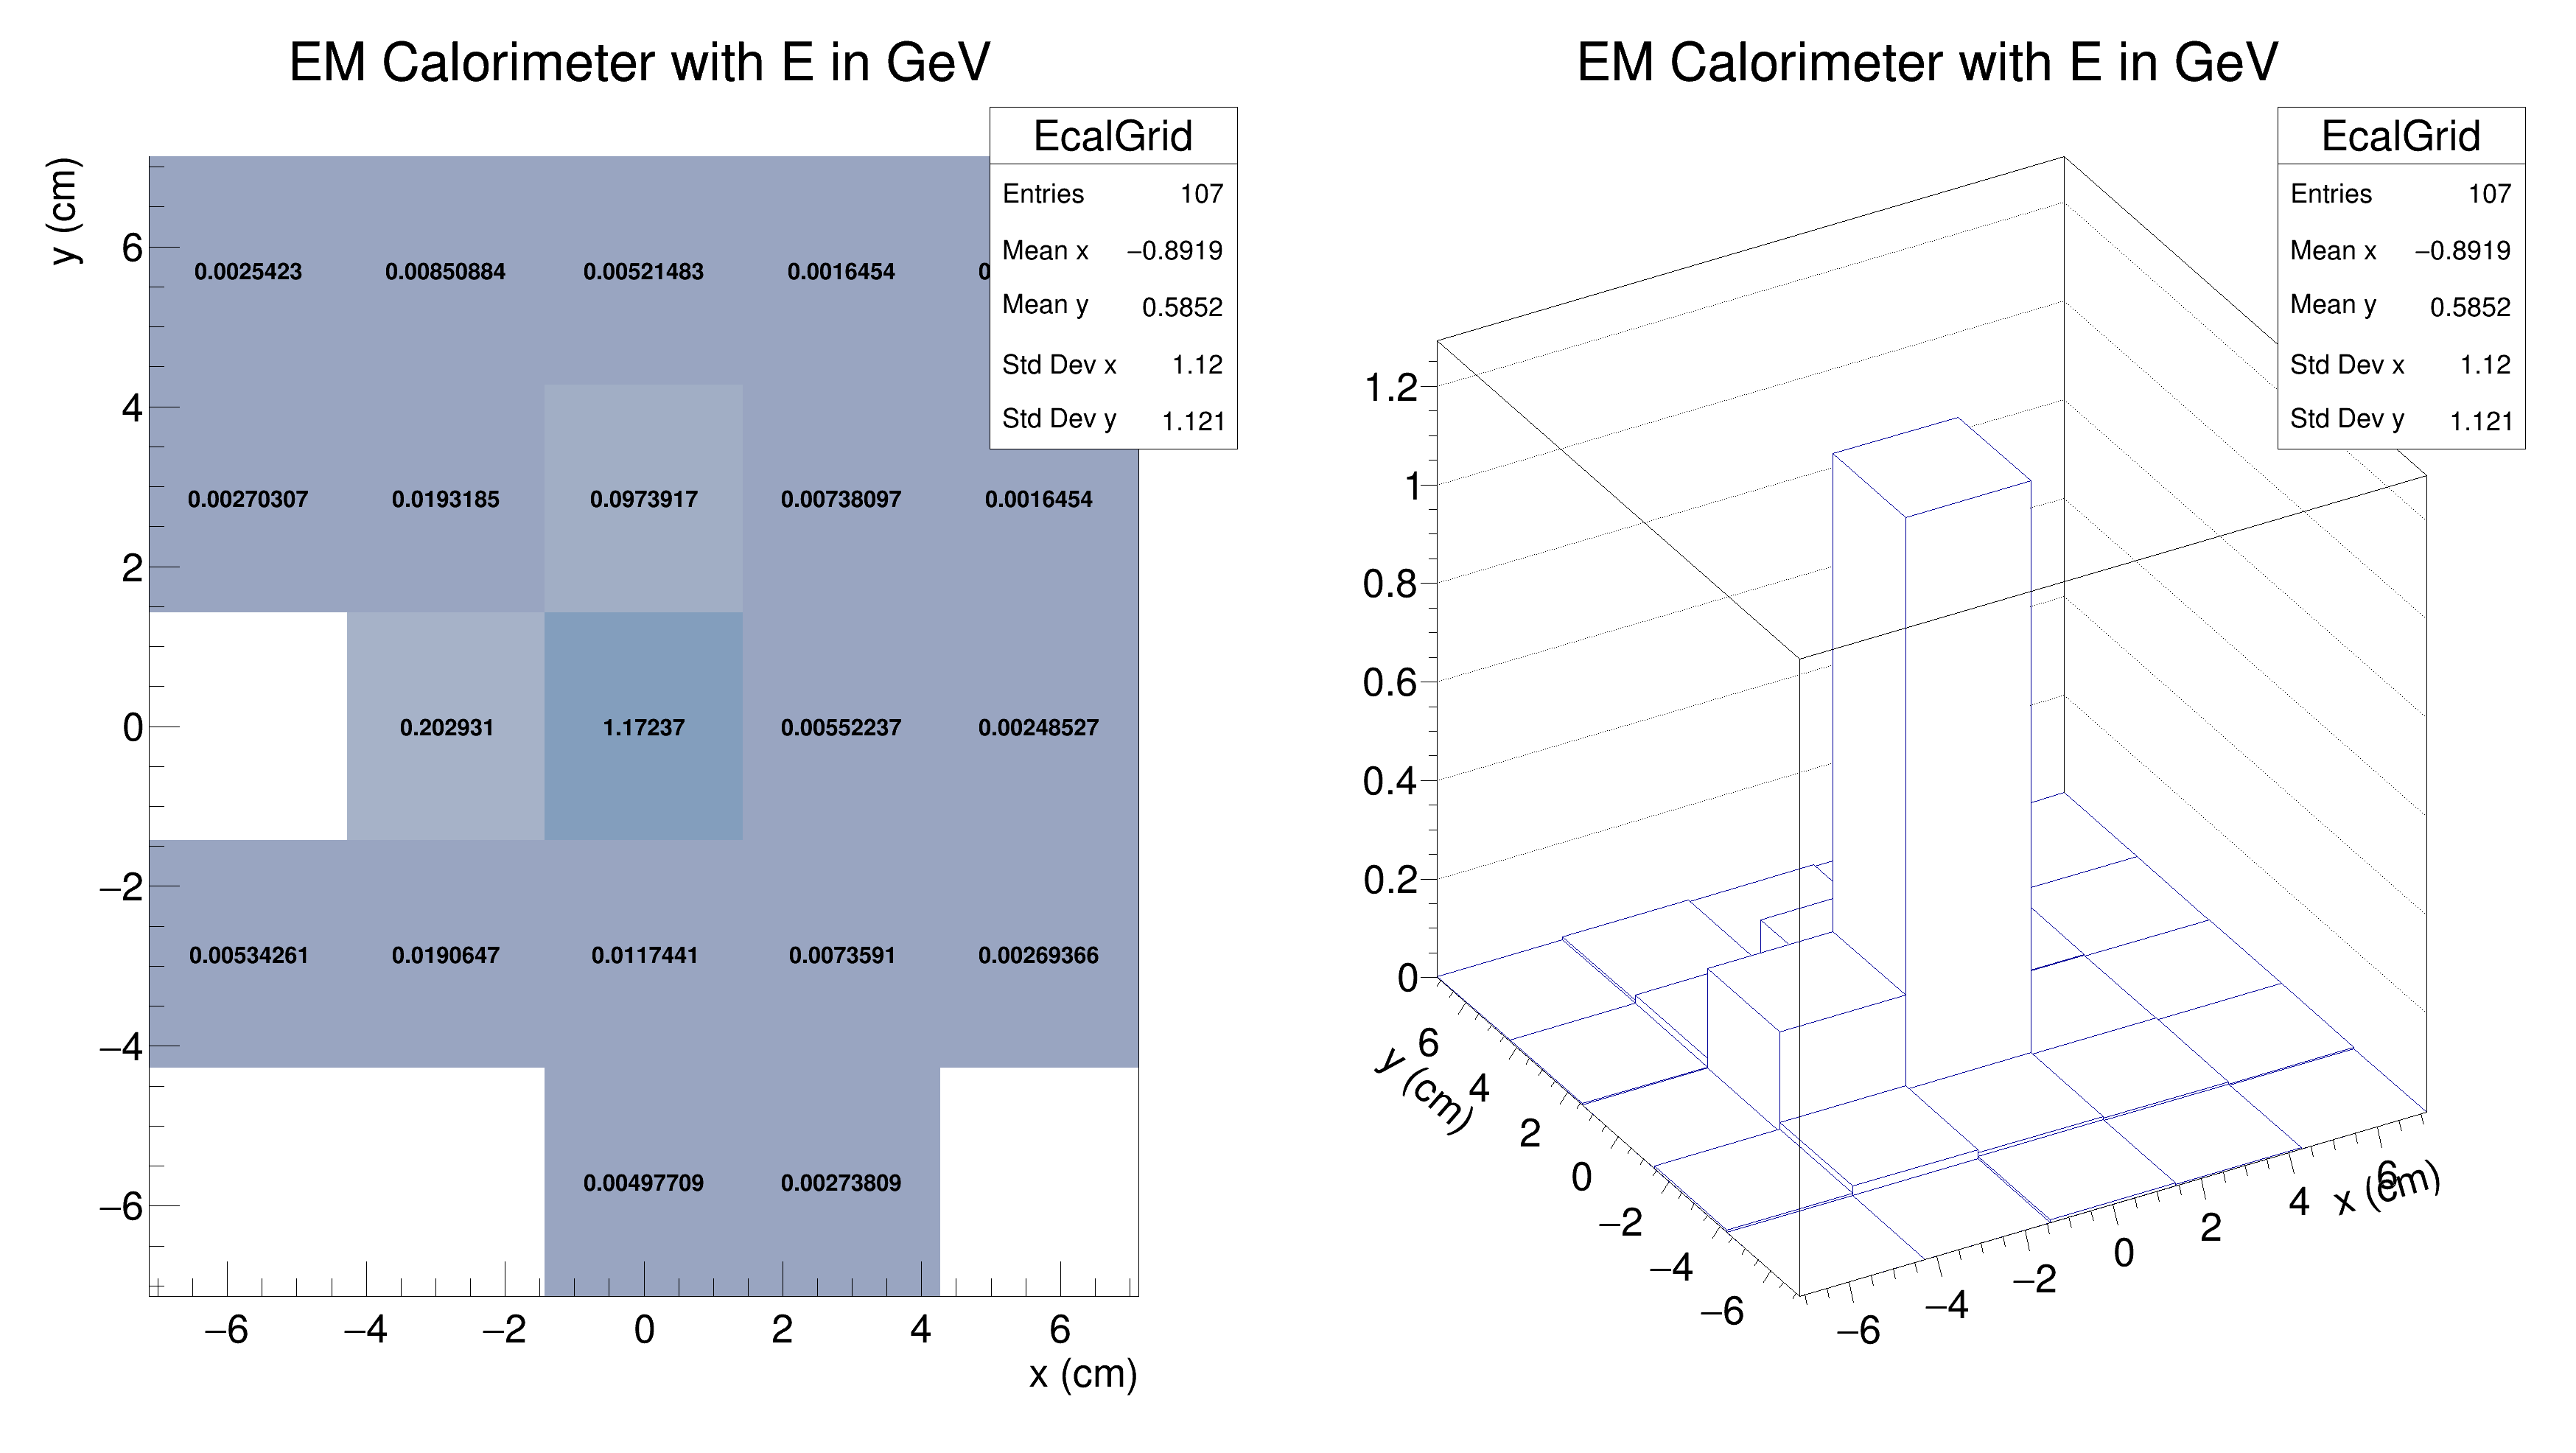 EM Calorimeter with E in GeV
y (cm)
EcalGrid
Entries 107
Mean x −0.8919
Mean y 0.5852
Std Dev x 1.12
Std Dev y 1.121
6
4
2
0
−2
−4
−6
0.0025423 0.00850884 0.00521483 0.0016454
0.00270307 0.0193185 0.0973917 0.00738097 0.0016454
0.202931 1.17237 0.00552237 0.00248527
0.00534261 0.0190647 0.0117441 0.0073591 0.00269366
0.00497709 0.00273809
−6 −4 −2 0 2 4 6
x (cm)
EM Calorimeter with E in GeV
EcalGrid
Entries 107
Mean x −0.8919
Mean y 0.5852
Std Dev x 1.12
Std Dev y 1.121
1.2
1
0.8
0.6
0.4
0.2
0
6
4
2
0
−2
−4
−6
y (cm)
−6
−4
−2
0
2
4
6
x (cm)